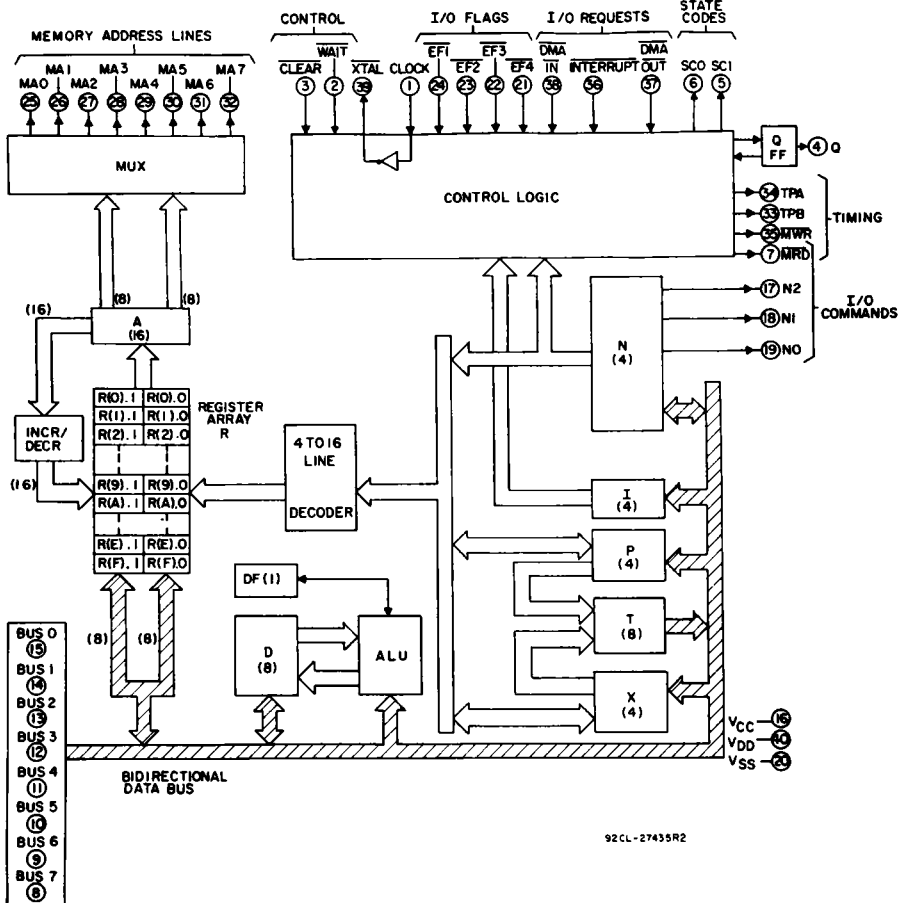 MEMORY ADDRESS LINES
MA0 MA1 MA2 MA3 MA4 MA5 MA6 MA7
25 26 27 28 29 30 31 32
MUX
CONTROL
CLEAR WAIT
3 2
XTAL CLOCK
39 1
I/O FLAGS
EF1 EF2 EF3 EF4
24 23 22 21
I/O REQUESTS
DMA IN INTERRUPT DMA OUT
38 36 37
STATE CODES
SC0 SC1
6 5
CONTROL LOGIC
Q FF
4 Q
34 TPA
33 TPB
35 MWR
7 MRD
TIMING
17 N2
18 N1
19 N0
I/O COMMANDS
(8) (8)
(16)
A (16)
INCR/DECR
(16)
R(0).1 R(0).0
R(1).1 R(1).0
R(2).1 R(2).0
R(9).1 R(9).0
R(A).1 R(A).0
R(E).1 R(E).0
R(F).1 R(F).0
REGISTER ARRAY R
4 TO 16 LINE DECODER
N (4)
I (4)
P (4)
T (8)
X (4)
DF(1)
D (8)
ALU
(8) (8)
BUS 0
15
BUS 1
14
BUS 2
13
BUS 3
12
BUS 4
11
BUS 5
10
BUS 6
9
BUS 7
8
BIDIRECTIONAL DATA BUS
VCC 16
VDD 40
VSS 20
92CL-27435R2